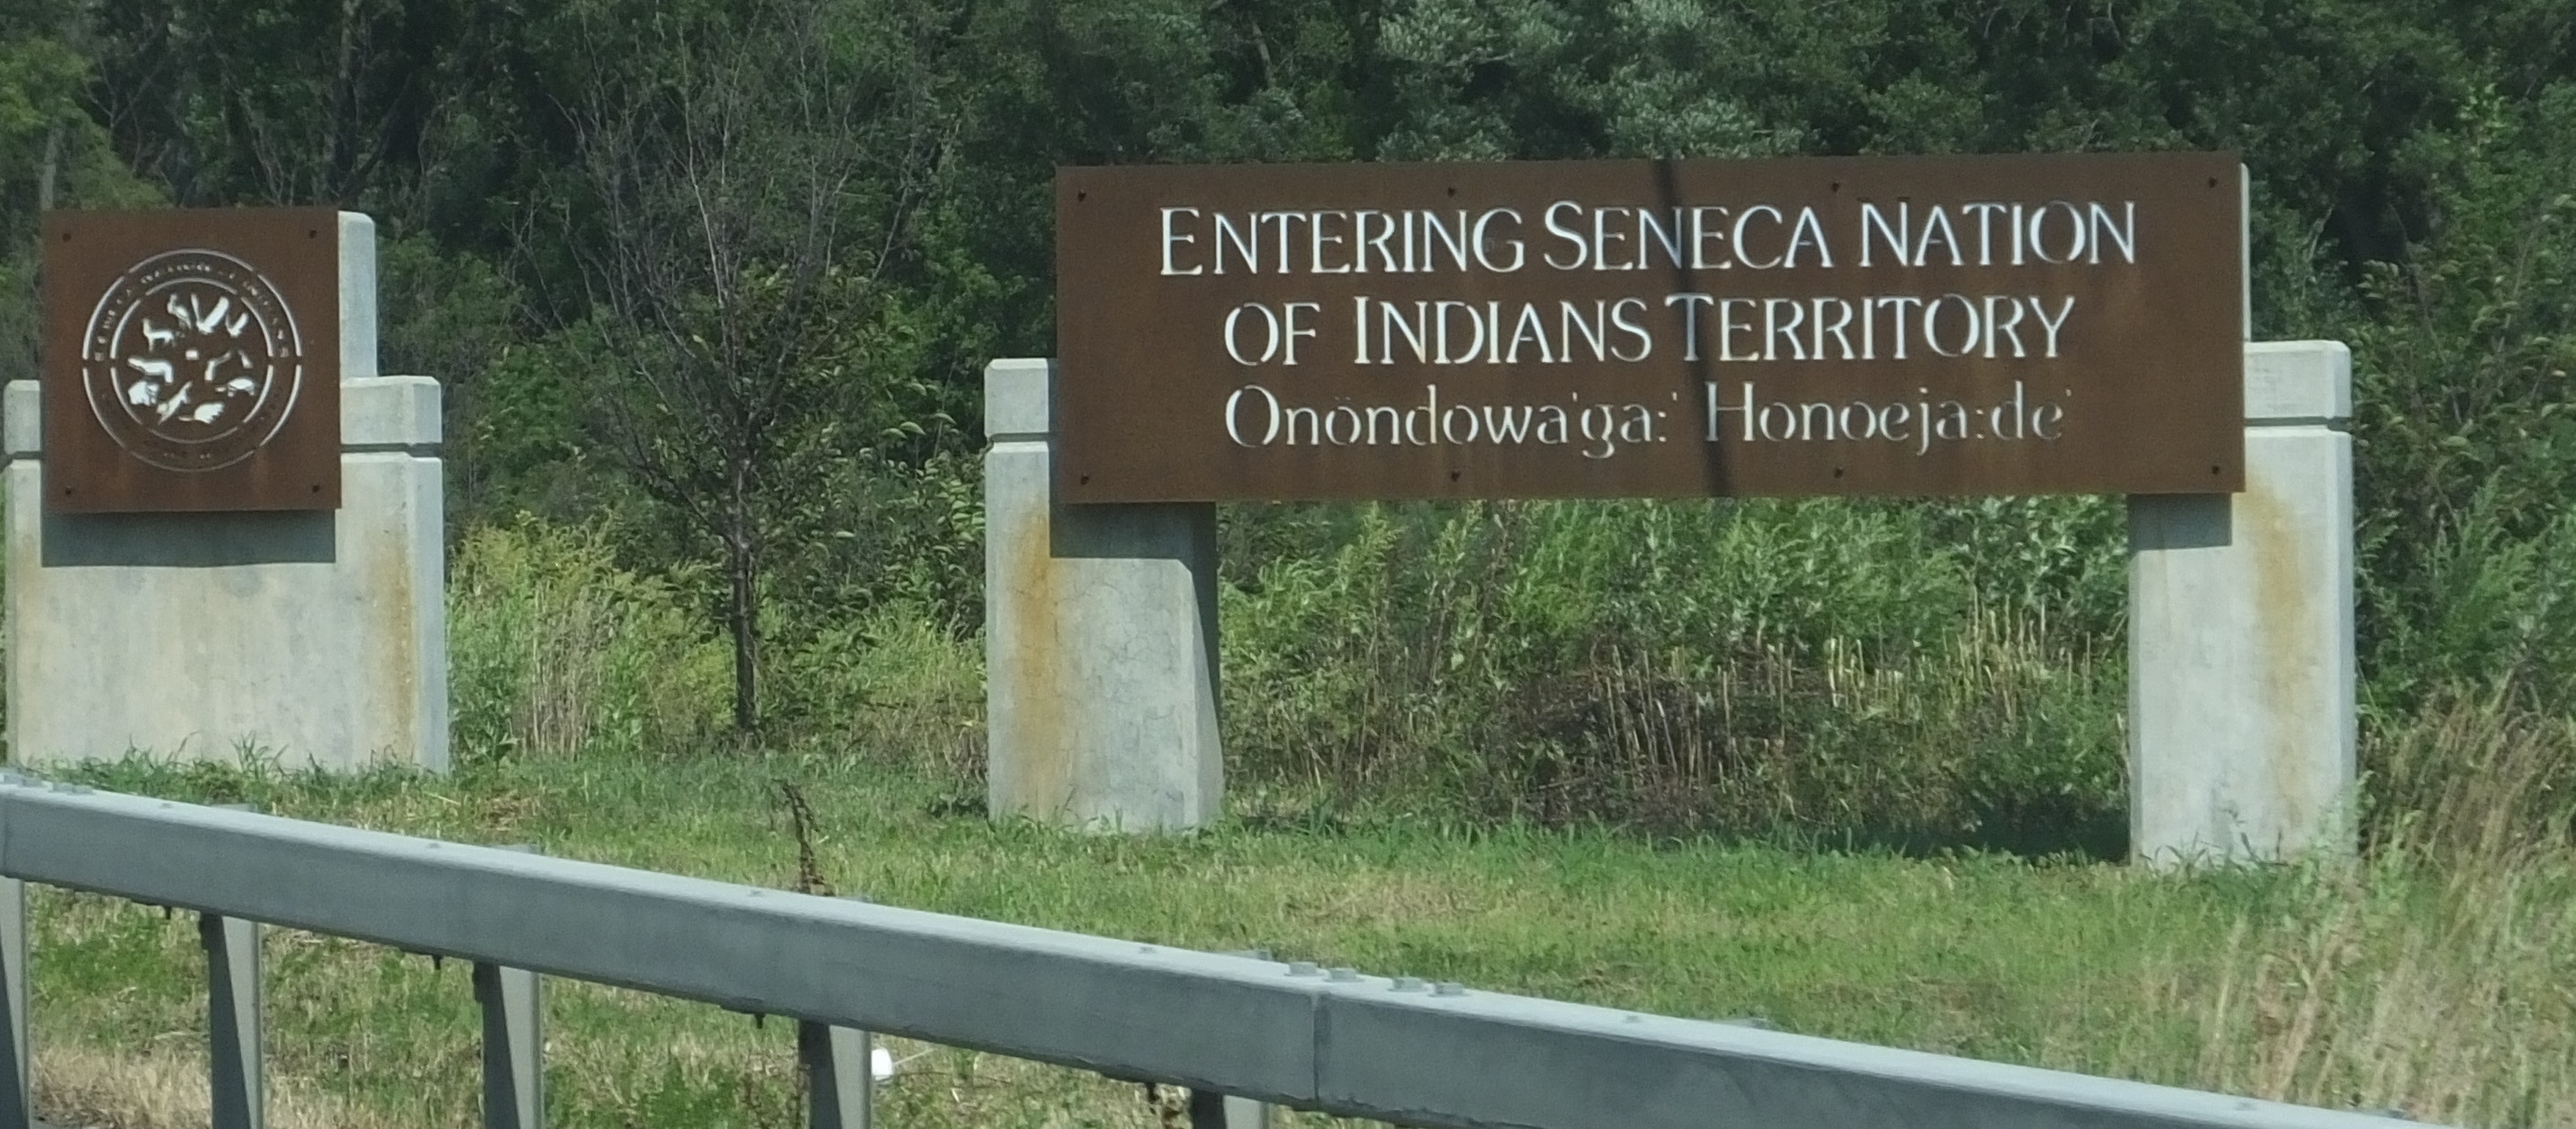 ENTERING SENECA NATION
OF INDIANS TERRITORY
Onöndowa'ga:' Honoeja:de'